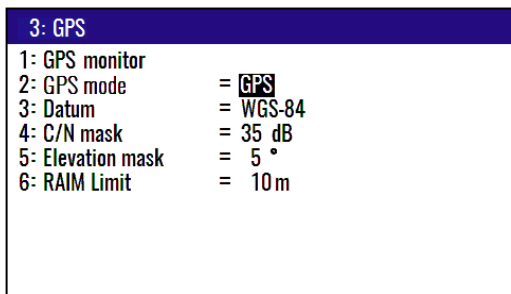 3: GPS
1: GPS monitor
2: GPS mode = GPS
3: Datum = WGS-84
4: C/N mask = 35 dB
5: Elevation mask = 5 °
6: RAIM Limit = 10 m